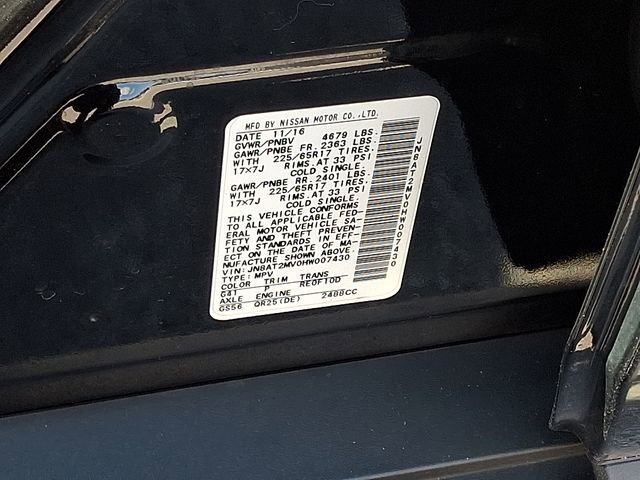 MFD BY NISSAN MOTOR CO.,LTD.
DATE 11/16
GVWR/PNBV 4679 LBS.
GAWR/PNBE FR. 2363 LBS.
WITH 225/65R17 TIRES.
17×7J RIMS.AT 33 PSI
COLD SINGLE.
GAWR/PNBE RR. 2401 LBS.
WITH 225/65R17 TIRES.
17×7J RIMS.AT 33 PSI
COLD SINGLE.
THIS VEHICLE CONFORMS
TO ALL APPLICABLE FED-
ERAL MOTOR VEHICLE SA-
FETY AND THEFT PREVEN-
TION STANDARDS IN EFF-
ECT ON THE DATE OF MA-
NUFACTURE SHOWN ABOVE.
VIN:JN8AT2MV0HW007430
TYPE:MPV
COLOR TRIM TRANS
G41 P RE0F10D
AXLE ENGINE
GS56 QR25(DE) 2488CC
JN8AT2MV0HW007430